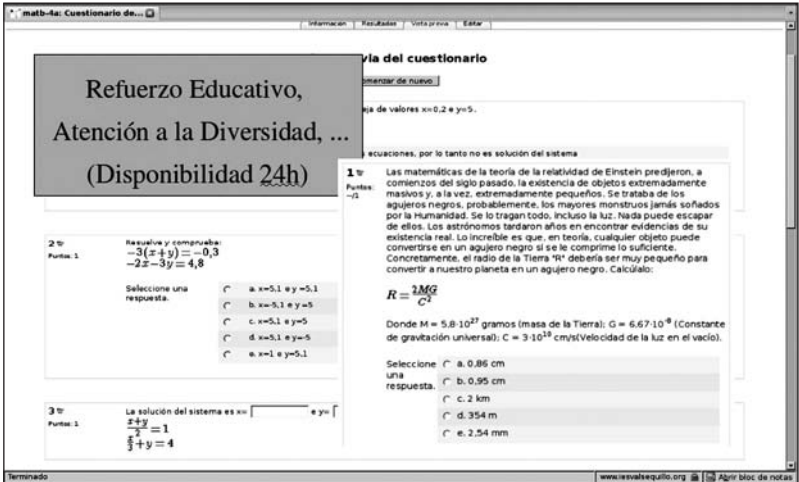 matb-4a: Cuestionario de...
Información Resultados Vista previa Editar
via del cuestionario
omenzar de nuevo
Refuerzo Educativo,
Atención a la Diversidad, ...
(Disponibilidad 24h)
eja de valores x=0,2 e y=5.
ecuaciones, por lo tanto no es solución del sistema
1
Puntos:
--/1
Las matemáticas de la teoría de la relatividad de Einstein predijeron, a
comienzos del siglo pasado, la existencia de objetos extremadamente
masivos y, a la vez, extremadamente pequeños. Se trataba de los
agujeros negros, probablemente, los mayores monstruos jamás soñados
por la Humanidad. Se lo tragan todo, incluso la luz. Nada puede escapar
de ellos. Los astrónomos tardaron años en encontrar evidencias de su
existencia real. Lo increíble es que, en teoría, cualquier objeto puede
convertirse en un agujero negro si se le comprime lo suficiente.
Concretamente, el radio de la Tierra "R" debería ser muy pequeño para
convertir a nuestro planeta en un agujero negro. Calcúlalo:
R = 2MG/C²
Donde M = 5,8·10²⁷ gramos (masa de la Tierra); G = 6.67·10⁻⁸ (Constante
de gravitación universal); C = 3·10¹⁰ cm/s(Velocidad de la luz en el vacío).
Seleccione una respuesta.
a. 0,86 cm
b. 0,95 cm
c. 2 km
d. 354 m
e. 2,54 mm
2
Puntos: 1
Resuelve y comprueba:
−3(x+y)=−0,3
−2x−3y=4,8
Seleccione una
respuesta.
a. x=5,1 e y =5,1
b. x=-5,1 e y=5
c. x=5,1 e y=5
d. x=5,1 e y=-5
e. x=1 e y=5,1
3
Puntos: 1
La solución del sistema es x= e y=
(x+y)/2 = 1
x/3 + y = 4
Terminado
www.iesvalsequillo.org
Abrir bloc de notas